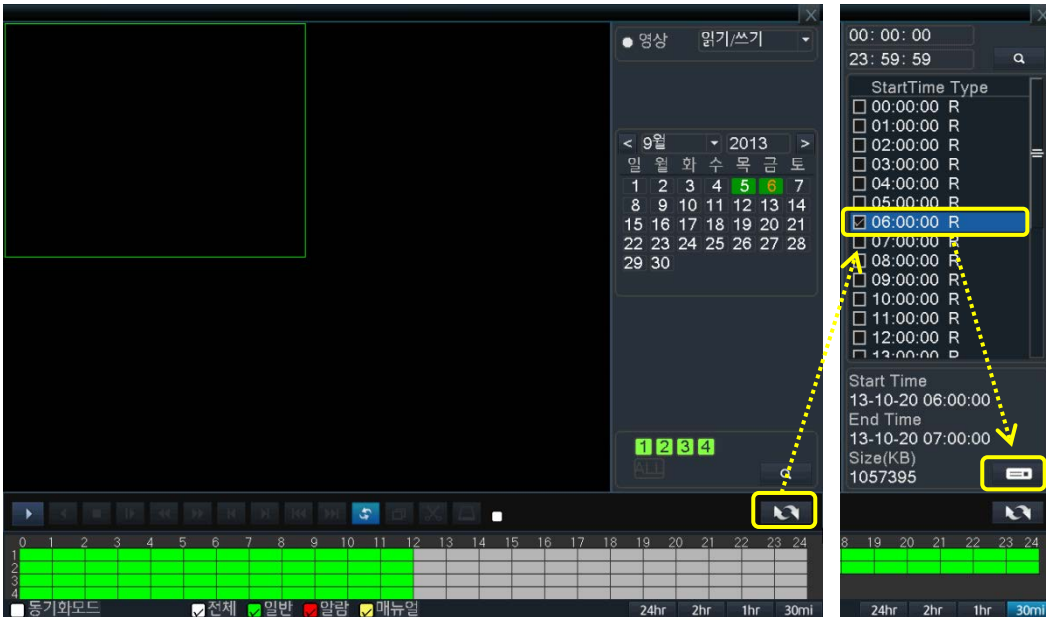 영상 읽기/쓰기
< 9월 2013 >
일 월 화 수 목 금 토
1 2 3 4 5 6 7
8 9 10 11 12 13 14
15 16 17 18 19 20 21
22 23 24 25 26 27 28
29 30
1 2 3 4
ALL
0 1 2 3 4 5 6 7 8 9 10 11 12 13 14 15 16 17 18 19 20 21 22 23 24
1
2
3
4
동기화모드 전체 일반 알람 매뉴얼 24hr 2hr 1hr 30mi
00: 00: 00
23: 59: 59
StartTime Type
00:00:00 R
01:00:00 R
02:00:00 R
03:00:00 R
04:00:00 R
05:00:00 R
06:00:00 R
07:00:00 R
08:00:00 R
09:00:00 R
10:00:00 R
11:00:00 R
12:00:00 R
13:00:00 R
Start Time
13-10-20 06:00:00
End Time
13-10-20 07:00:00
Size(KB)
1057395
8 19 20 21 22 23 24
24hr 2hr 1hr 30mi